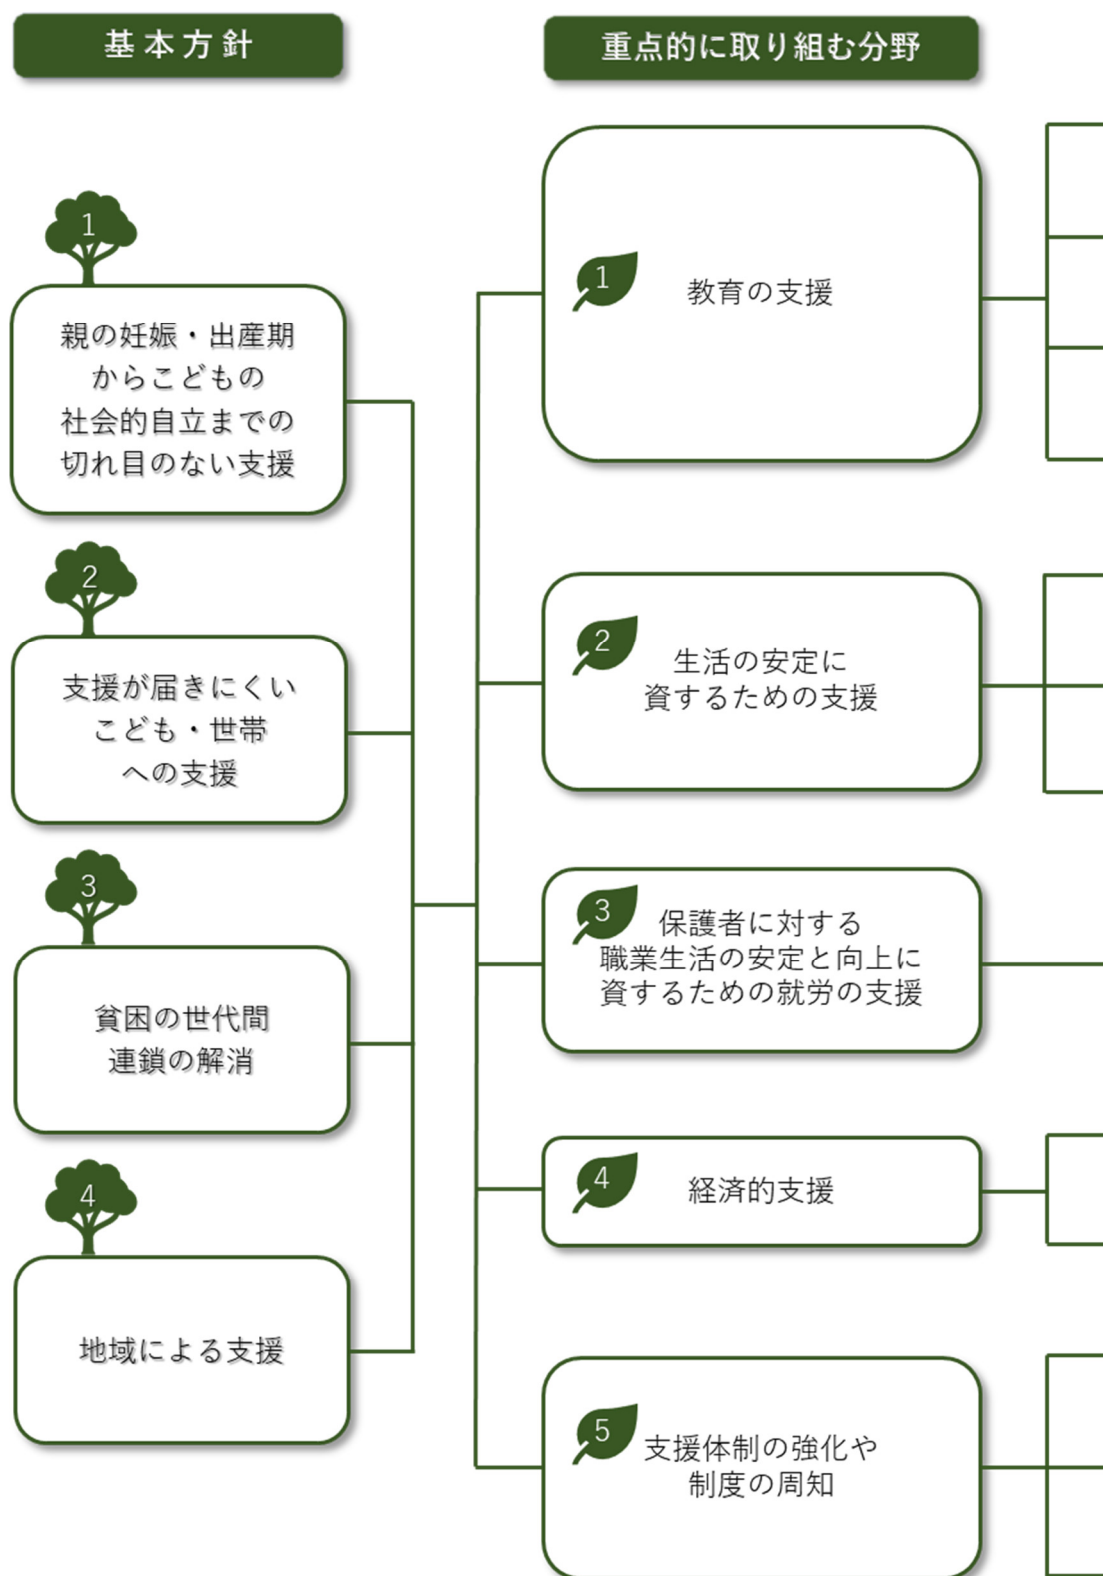 基本方針
重点的に取り組む分野
1
親の妊娠・出産期
からこどもの
社会的自立までの
切れ目のない支援
2
支援が届きにくい
こども・世帯
への支援
3
貧困の世代間
連鎖の解消
4
地域による支援
1
教育の支援
2
生活の安定に
資するための支援
3
保護者に対する
職業生活の安定と向上に
資するための就労の支援
4
経済的支援
5
支援体制の強化や
制度の周知